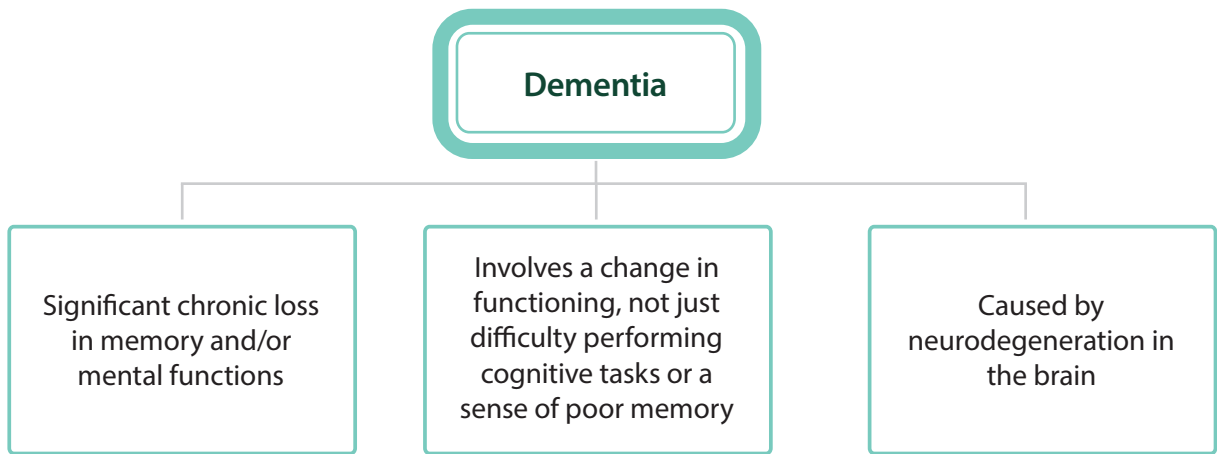 Dementia
Significant chronic loss
in memory and/or
mental functions
Involves a change in
functioning, not just
difficulty performing
cognitive tasks or a
sense of poor memory
Caused by
neurodegeneration in
the brain